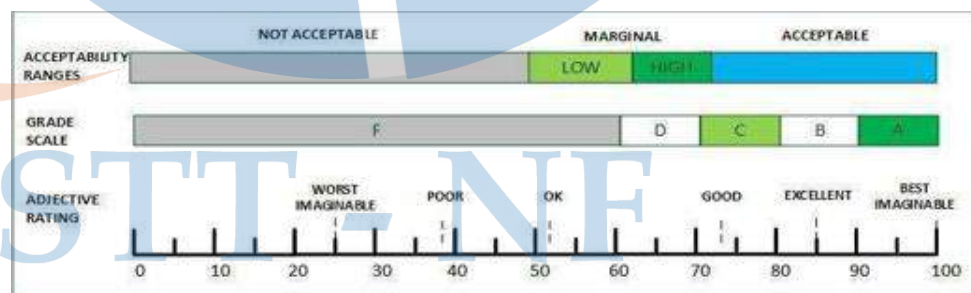 NOT ACCEPTABLE MARGINAL ACCEPTABLE
ACCEPTABILITY
RANGES
LOW HIGH
GRADE
SCALE
F D C B A
ADJECTIVE
RATING
WORST
IMAGINABLE
POOR OK GOOD EXCELLENT BEST
IMAGINABLE
0 10 20 30 40 50 60 70 80 90 100
STT - NF